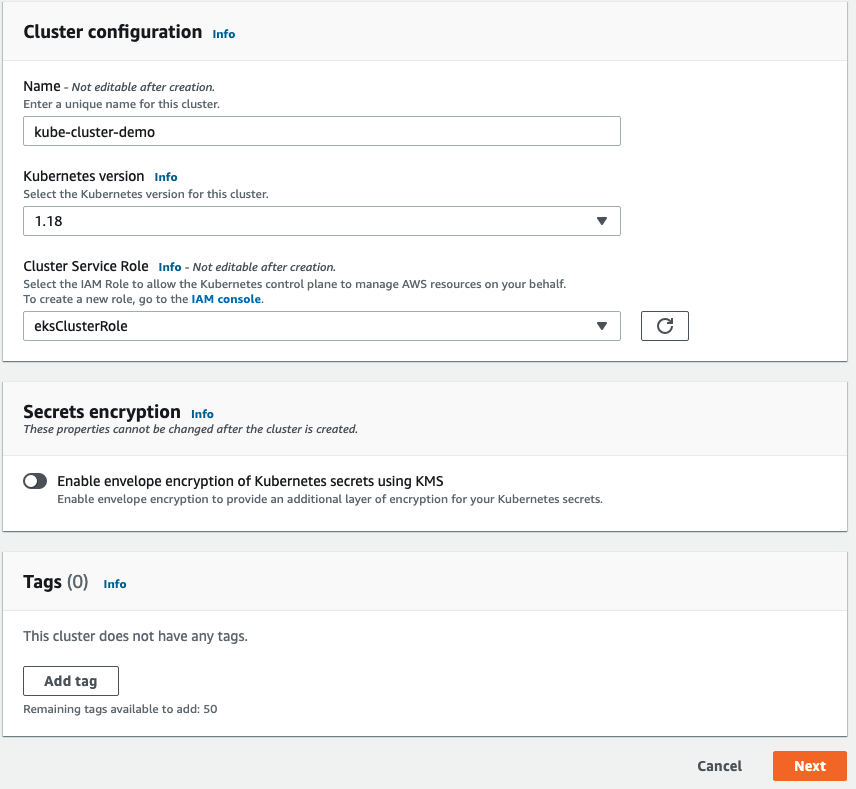 Cluster configuration Info
Name - Not editable after creation.
Enter a unique name for this cluster.
kube-cluster-demo
Kubernetes version Info
Select the Kubernetes version for this cluster.
1.18
Cluster Service Role Info - Not editable after creation.
Select the IAM Role to allow the Kubernetes control plane to manage AWS resources on your behalf.
To create a new role, go to the IAM console.
eksClusterRole
Secrets encryption Info
These properties cannot be changed after the cluster is created.
Enable envelope encryption of Kubernetes secrets using KMS
Enable envelope encryption to provide an additional layer of encryption for your Kubernetes secrets.
Tags (0) Info
This cluster does not have any tags.
Add tag
Remaining tags available to add: 50
Cancel Next